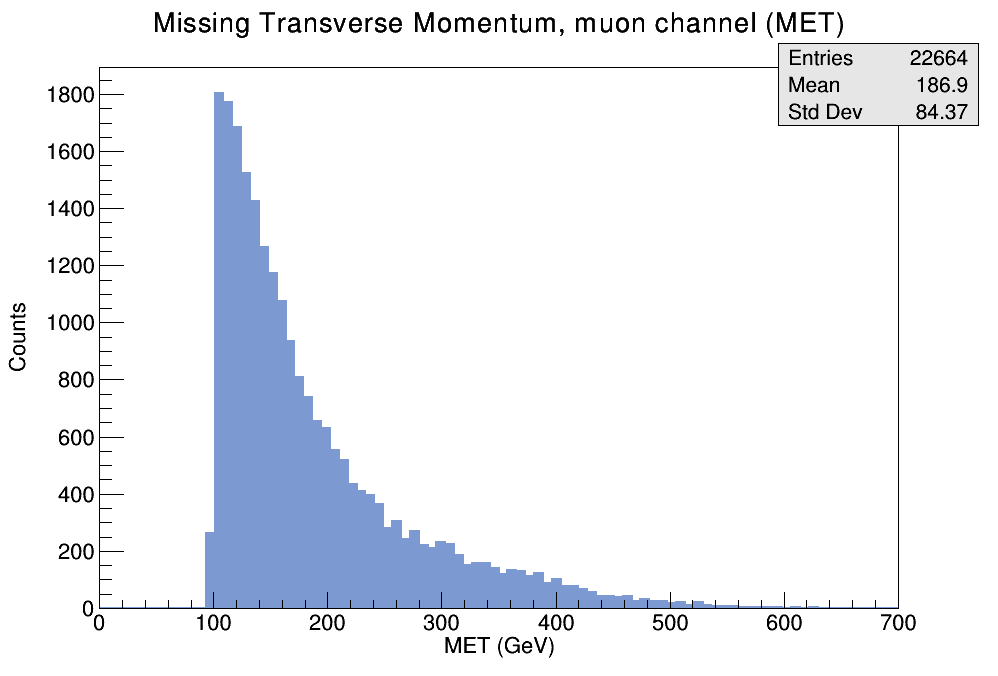 Missing Transverse Momentum, muon channel (MET)
Entries 22664
Mean 186.9
Std Dev 84.37
1800
1600
1400
1200
1000
800
600
400
200
0
Counts
0 100 200 300 400 500 600 700
MET (GeV)